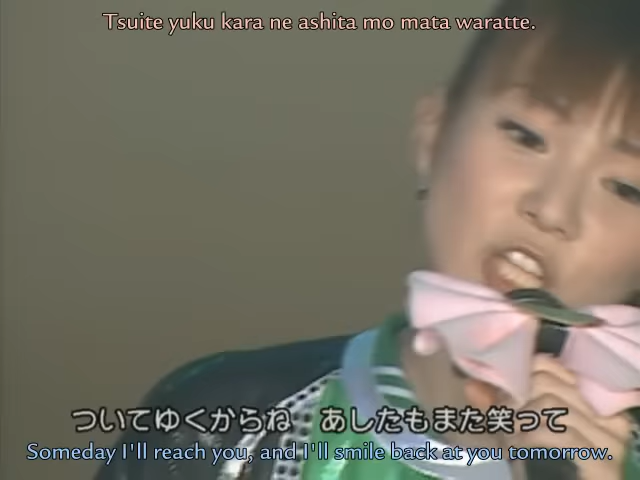 Tsuite yuku kara ne ashita mo mata waratte.
ついてゆくからね　あしたもまた笑って
Someday I'll reach you, and I'll smile back at you tomorrow.